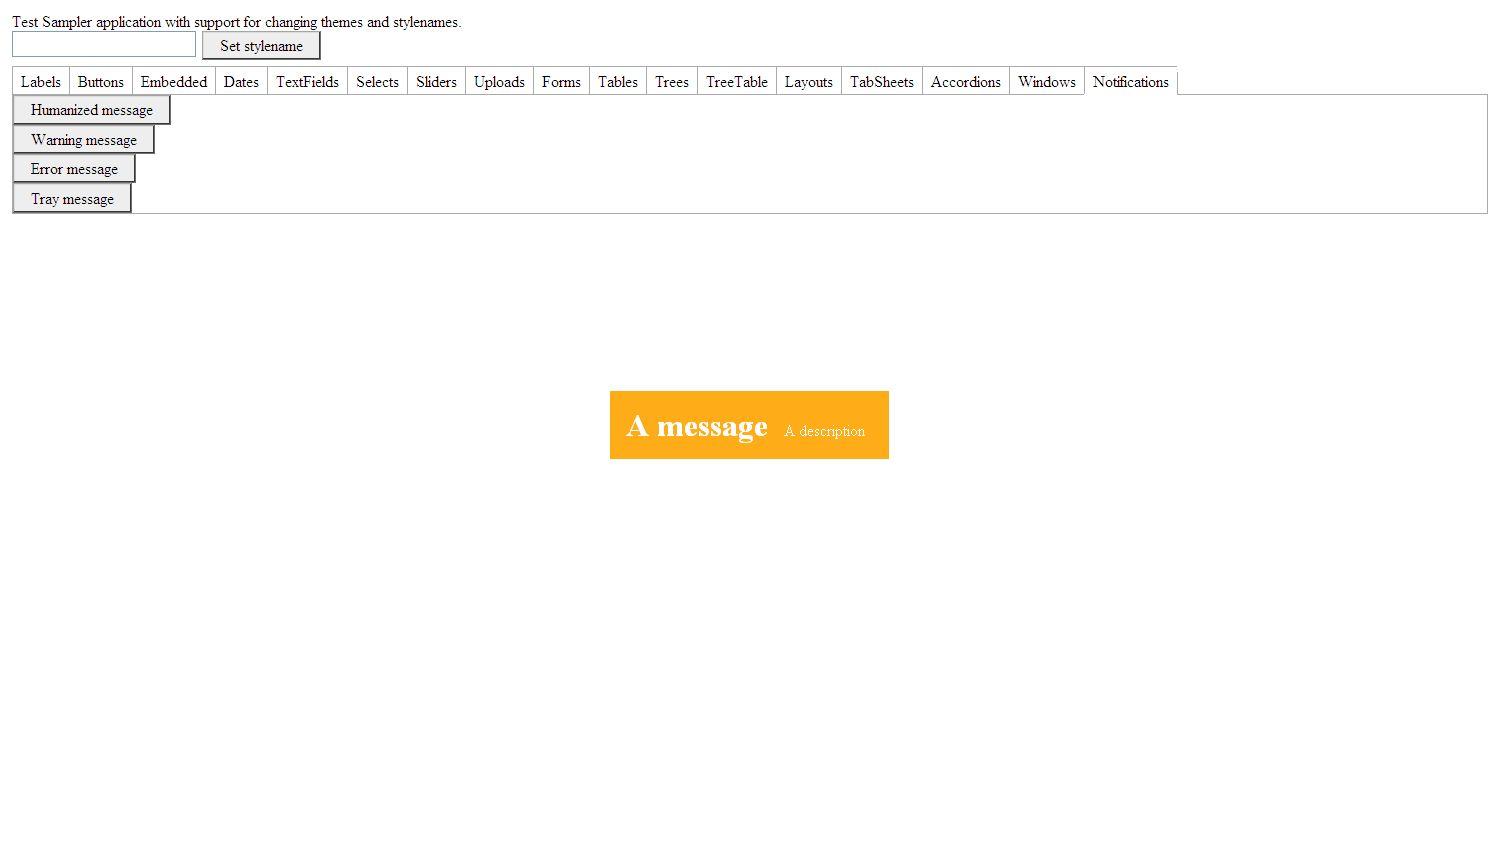 Test Sampler application with support for changing themes and stylenames.
Set stylename
Labels Buttons Embedded Dates TextFields Selects Sliders Uploads Forms Tables Trees TreeTable Layouts TabSheets Accordions Windows Notifications
Humanized message
Warning message
Error message
Tray message
A message A description